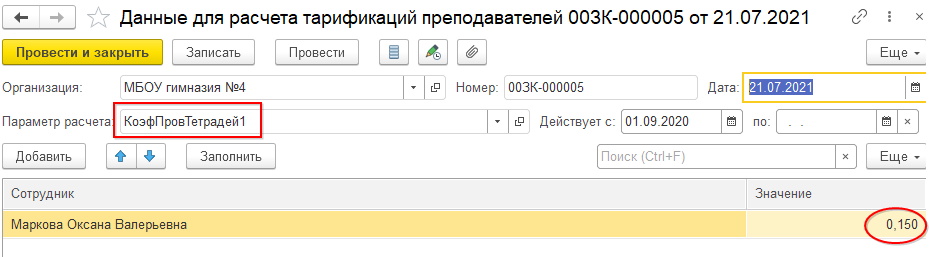 Данные для расчета тарификаций преподавателей 00ЗК-000005 от 21.07.2021
Провести и закрыть Записать Провести Еще
Организация: МБОУ гимназия №4 Номер: 00ЗК-000005 Дата: 21.07.2021
Параметр расчета: КоэфПровТетрадей1 Действует с: 01.09.2020 по: . .
Добавить Заполнить Поиск (Ctrl+F) × Еще
Сотрудник Значение
Маркова Оксана Валерьевна 0,150